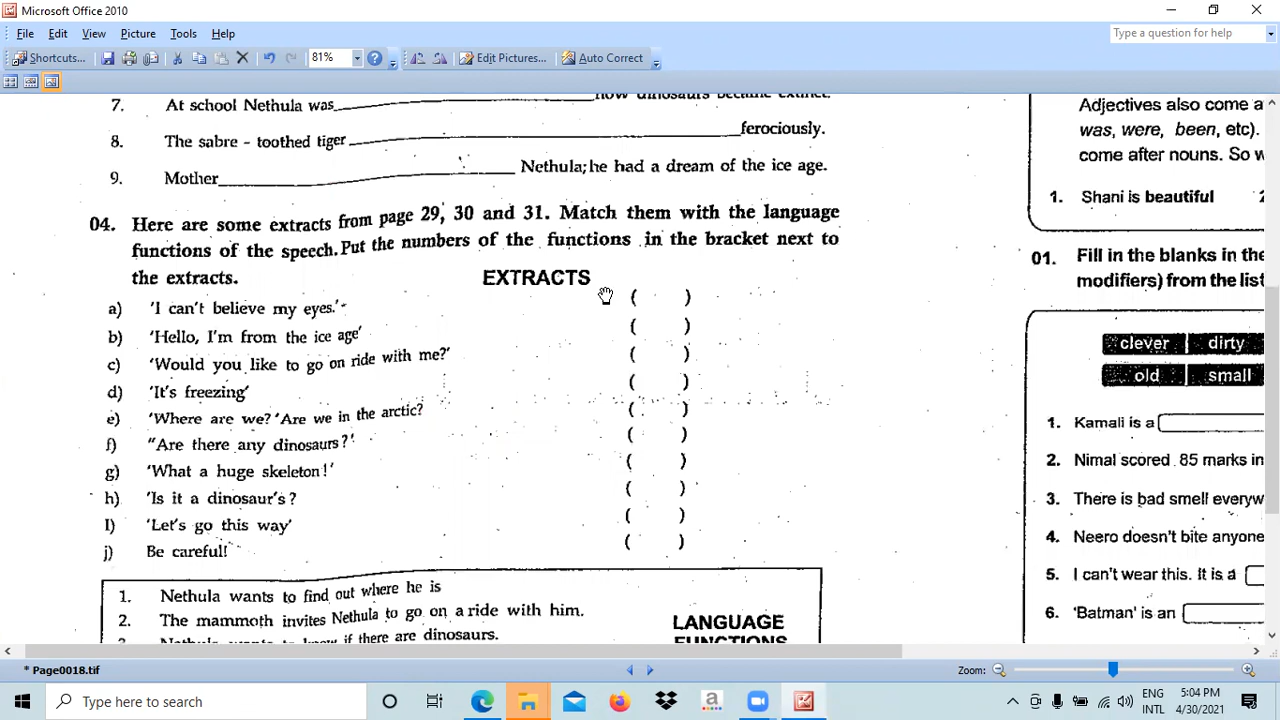 Microsoft Office 2010
File Edit View Picture Tools Help
Type a question for help
Shortcuts...
81%
Edit Pictures...
Auto Correct
7. At school Nethula was how dinosaurs became extinct.
8. The sabre - toothed tiger ferociously.
9. Mother Nethula; he had a dream of the ice age.
04. Here are some extracts from page 29, 30 and 31. Match them with the language
functions of the speech. Put the numbers of the functions in the bracket next to
the extracts.
EXTRACTS
a) 'I can't believe my eyes.' ( )
b) 'Hello, I'm from the ice age' ( )
c) 'Would you like to go on ride with me?' ( )
d) 'It's freezing' ( )
e) 'Where are we? 'Are we in the arctic? ( )
f) "Are there any dinosaurs?' ( )
g) 'What a huge skeleton!' ( )
h) 'Is it a dinosaur's? ( )
I) 'Let's go this way' ( )
j) Be careful! ( )
1. Nethula wants to find out where he is
2. The mammoth invites Nethula to go on a ride with him.
3. Nethula wants to know if there are dinosaurs.
LANGUAGE
FUNCTIONS
Adjectives also come a
was, were, been, etc).
come after nouns. So w
1. Shani is beautiful 2
01. Fill in the blanks in the
modifiers) from the list
clever dirty
old small
1. Kamali is a
2. Nimal scored 85 marks in
3. There is bad smell everyw
4. Neero doesn't bite anyone
5. I can't wear this. It is a
6. 'Batman' is an
* Page0018.tif
Zoom:
Type here to search
ENG
INTL
5:04 PM
4/30/2021